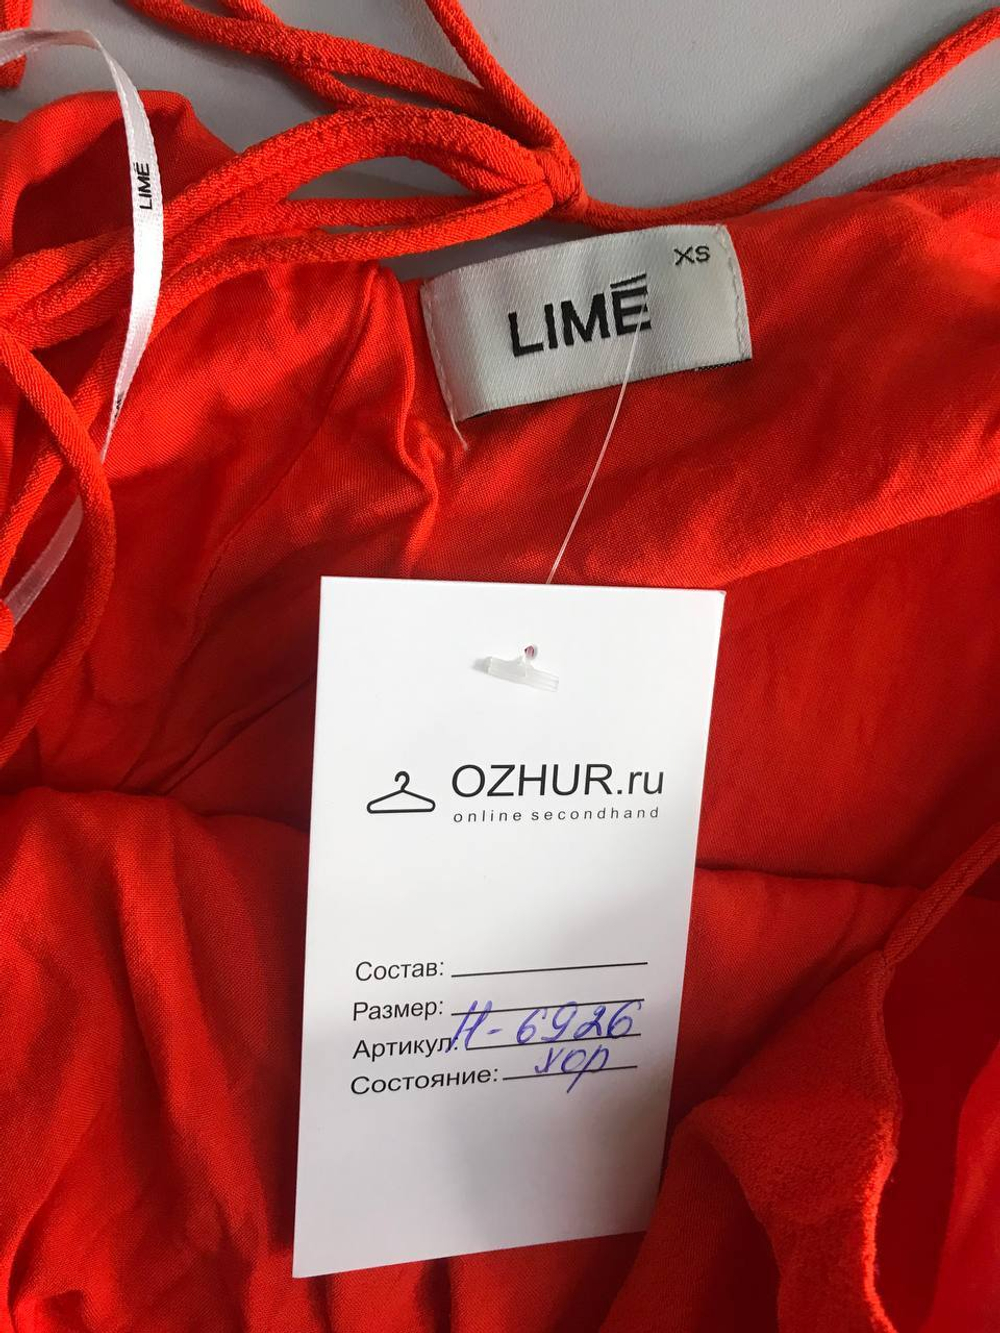 LIMÉ
XS
LIMÉ
OZHUR.ru
online secondhand
Состав:
Размер:
Артикул: Н-6926
Состояние: хор